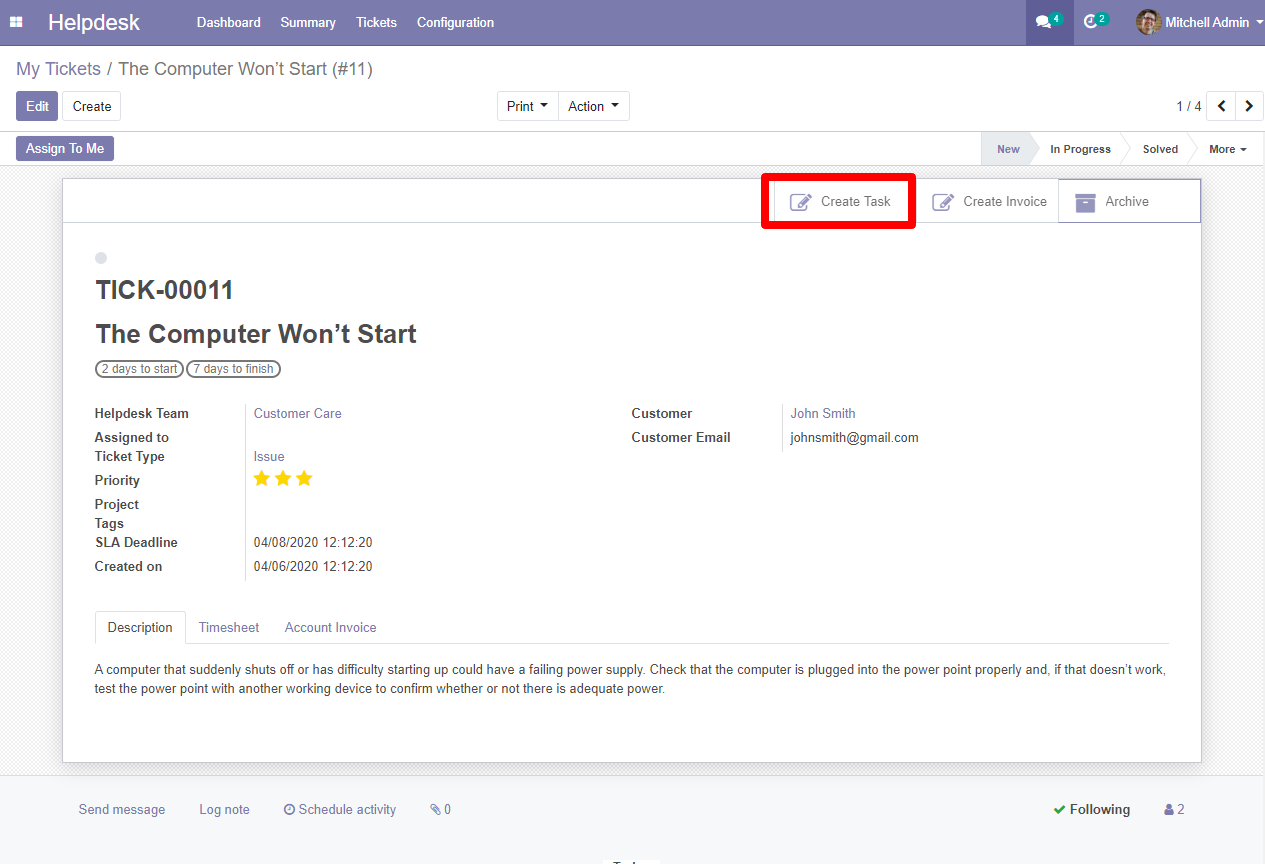 Helpdesk Dashboard Summary Tickets Configuration 4 2 Mitchell Admin
My Tickets / The Computer Won’t Start (#11)
Edit Create Print Action 1 / 4
Assign To Me New In Progress Solved More
Create Task Create Invoice Archive
TICK-00011
The Computer Won’t Start
2 days to start 7 days to finish
Helpdesk Team Customer Care Customer John Smith
Assigned to Customer Email johnsmith@gmail.com
Ticket Type Issue
Priority
Project
Tags
SLA Deadline 04/08/2020 12:12:20
Created on 04/06/2020 12:12:20
Description Timesheet Account Invoice
A computer that suddenly shuts off or has difficulty starting up could have a failing power supply. Check that the computer is plugged into the power point properly and, if that doesn’t work,
test the power point with another working device to confirm whether or not there is adequate power.
Send message Log note Schedule activity 0 Following 2